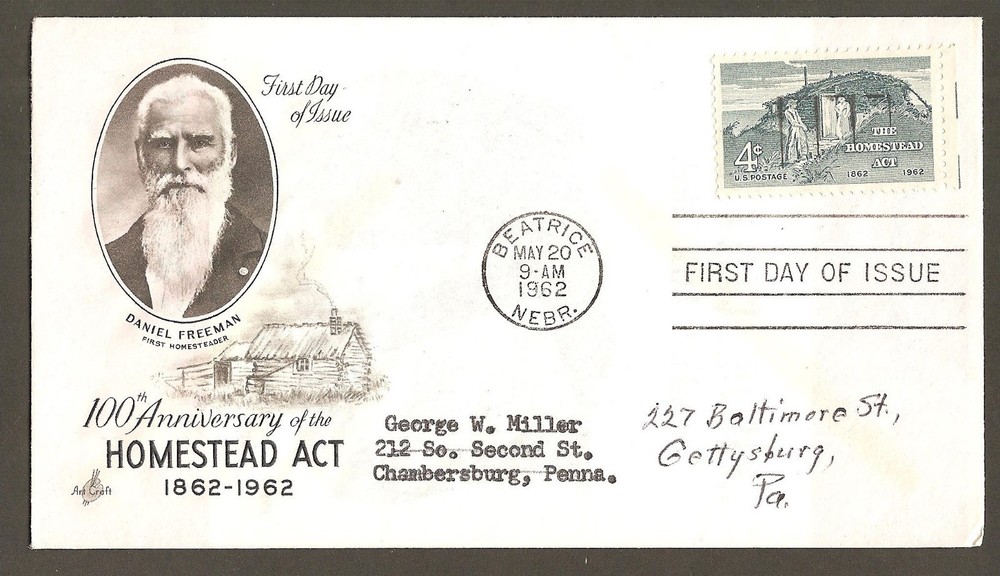 First Day
of Issue
DANIEL FREEMAN
FIRST HOMESTEADER
100th Anniversary of the
HOMESTEAD ACT
1862-1962
Art Craft
4¢
U.S. POSTAGE
THE
HOMESTEAD
ACT
1862 1962
BEATRICE
MAY 20
9-AM
1962
NEBR.
FIRST DAY OF ISSUE
George W. Miller
212 So. Second St.
Chambersburg, Penna.
227 Baltimore St.,
Gettysburg,
Pa.